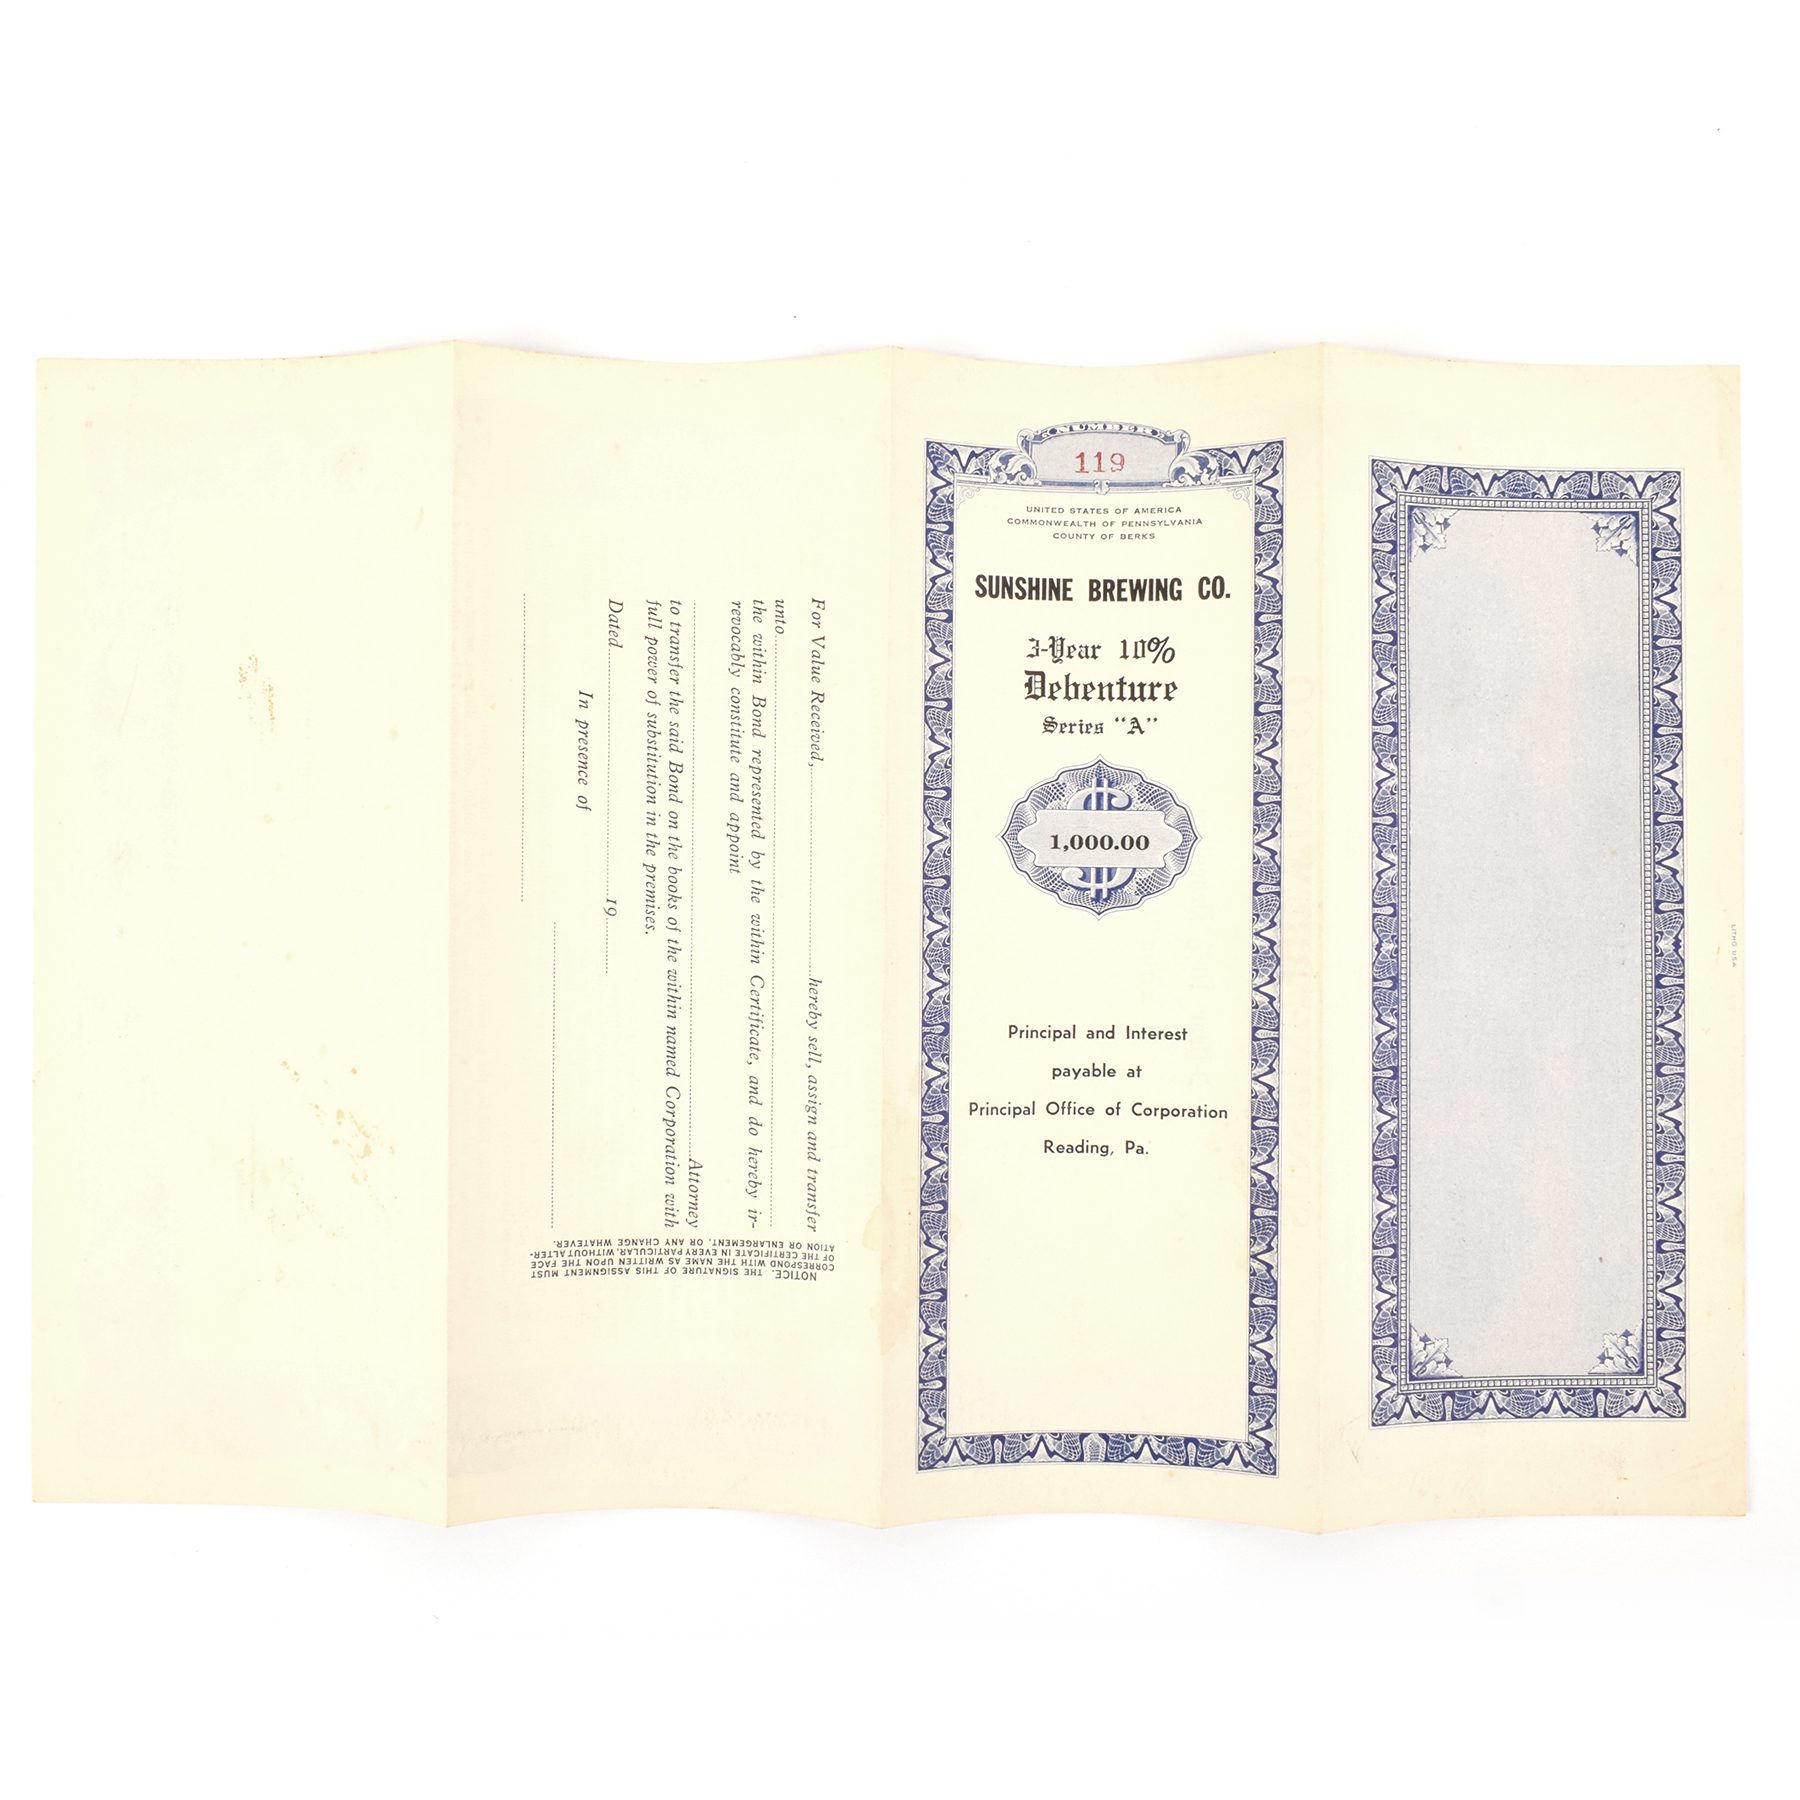 For Value Received, hereby sell, assign and transfer
unto
the within Bond represented by the within Certificate, and do hereby ir-
revocably constitute and appoint
Attorney
to transfer the said Bond on the books of the within named Corporation with
full power of substitution in the premises.
Dated 19
In presence of
NOTICE. THE SIGNATURE OF THIS ASSIGNMENT MUST
CORRESPOND WITH THE NAME AS WRITTEN UPON THE FACE
OF THE CERTIFICATE IN EVERY PARTICULAR, WITHOUT ALTER-
ATION OR ENLARGEMENT, OR ANY CHANGE WHATEVER.
NUMBER
119
UNITED STATES OF AMERICA
COMMONWEALTH OF PENNSYLVANIA
COUNTY OF BERKS
SUNSHINE BREWING CO.
3-Year 10%
Debenture
Series "A"
$
1,000.00
Principal and Interest
payable at
Principal Office of Corporation
Reading, Pa.
LITHO USA